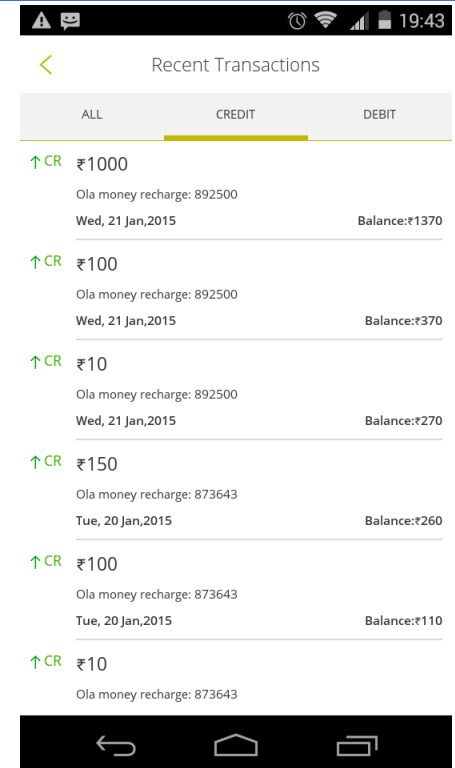 19:43
Recent Transactions
ALL CREDIT DEBIT
↑ CR ₹1000
Ola money recharge: 892500
Wed, 21 Jan,2015 Balance:₹1370
↑ CR ₹100
Ola money recharge: 892500
Wed, 21 Jan,2015 Balance:₹370
↑ CR ₹10
Ola money recharge: 892500
Wed, 21 Jan,2015 Balance:₹270
↑ CR ₹150
Ola money recharge: 873643
Tue, 20 Jan,2015 Balance:₹260
↑ CR ₹100
Ola money recharge: 873643
Tue, 20 Jan,2015 Balance:₹110
↑ CR ₹10
Ola money recharge: 873643